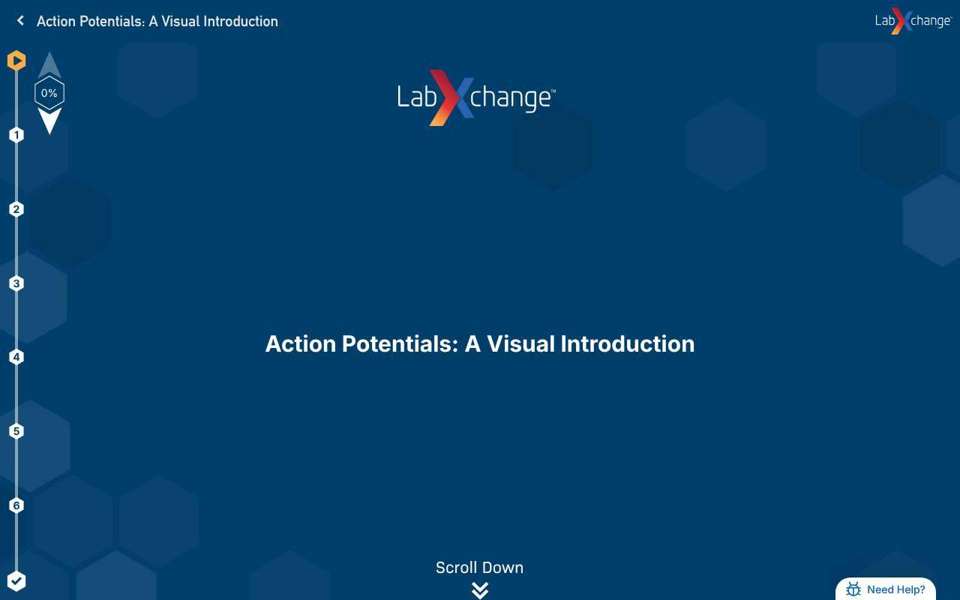 Action Potentials: A Visual Introduction
LabXchange
0%
LabXchange™
1
2
3
4
5
6
Action Potentials: A Visual Introduction
Scroll Down
Need Help?